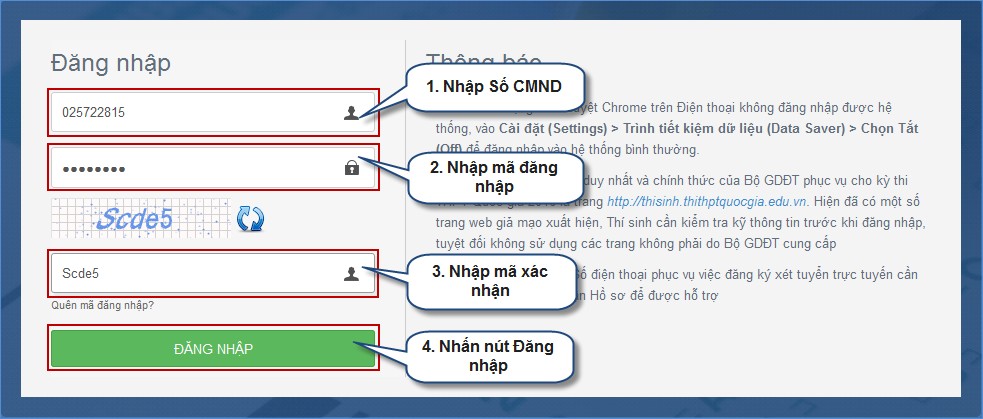 Đăng nhập
025722815
Scde5
Scde5
Quên mã đăng nhập?
ĐĂNG NHẬP
1. Nhập Số CMND
2. Nhập mã đăng
nhập
3. Nhập mã xác
nhận
4. Nhấn nút Đăng
nhập
Thông báo
duyệt Chrome trên Điện thoại không đăng nhập được hệ
thống, vào Cài đặt (Settings) > Trình tiết kiệm dữ liệu (Data Saver) > Chọn Tắt
(Off) để đăng nhập vào hệ thống bình thường.
duy nhất và chính thức của Bộ GDĐT phục vụ cho kỳ thi
trang http://thisinh.thithptquocgia.edu.vn. Hiện đã có một số
trang web giả mạo xuất hiện, Thí sinh cần kiểm tra kỹ thông tin trước khi đăng nhập,
tuyệt đối không sử dụng các trang không phải do Bộ GDĐT cung cấp
Số điện thoại phục vụ việc đăng ký xét tuyển trực tuyến cần
Hồ sơ để được hỗ trợ